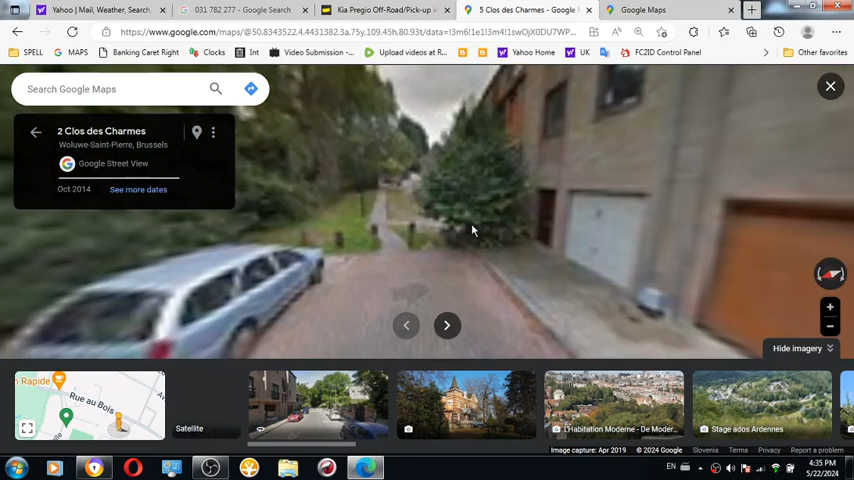 Yahoo | Mail, Weather, Search,
031 782 277 - Google Search
Kia Pregio Off-Road/Pick-up in
5 Clos des Charmes - Google M
Google Maps
https://www.google.com/maps/@50.8343522,4.4431382,3a,75y,109.45h,80.93t/data=!3m6!1e1!3m4!1swOjX0DU7WP...
SPELL
MAPS
Banking Caret Right
Clocks
Int
Video Submission -...
Upload videos at R...
Yahoo Home
UK
FC2ID Control Panel
Other favorites
Search Google Maps
2 Clos des Charmes
Woluwe-Saint-Pierre, Brussels
Google Street View
Oct 2014
See more dates
Hide imagery
n Rapide
Rue au Bois
Satellite
L'Habitation Moderne - De Moder...
Stage ados Ardennes
Image capture: Apr 2019
© 2024 Google
Slovenia
Terms
Privacy
Report a problem
EN
4:35 PM
5/22/2024